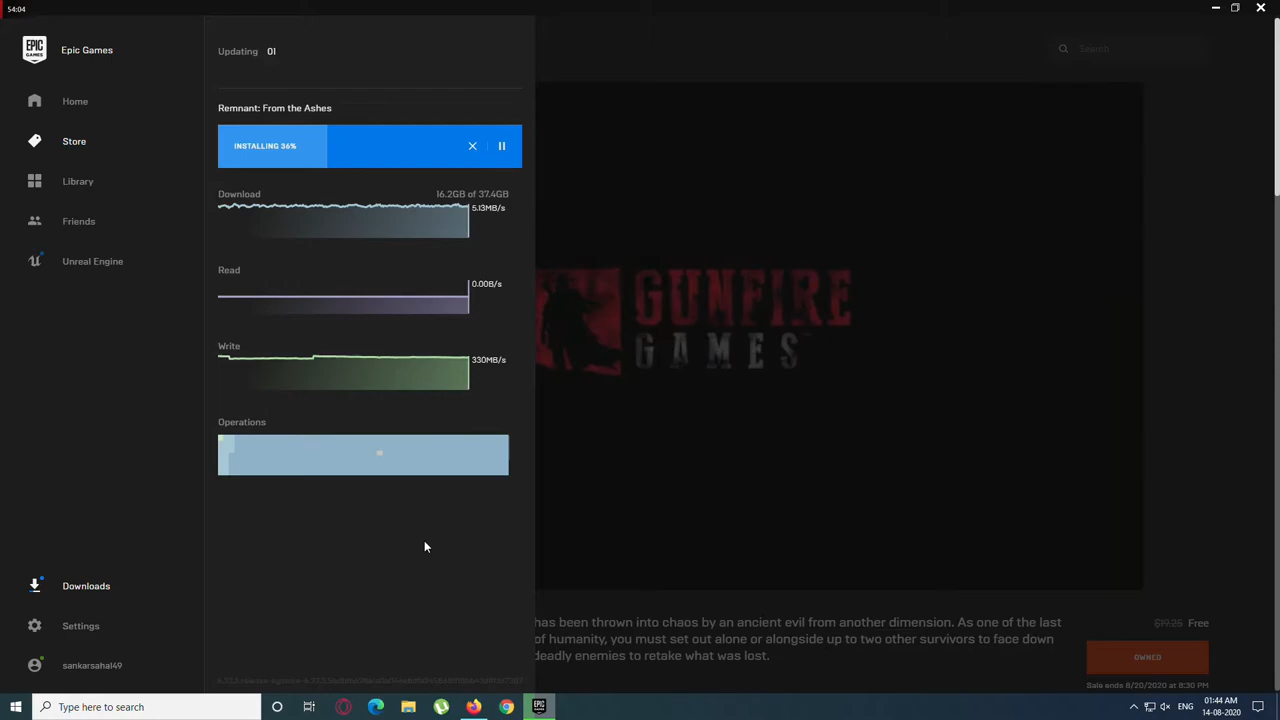 54:04
EPIC GAMES
Epic Games
Home
Store
Library
Friends
Unreal Engine
Downloads
Settings
sankarsahal49
Updating 01
Remnant: From the Ashes
INSTALLING 36%
Download 16.2GB of 37.4GB
5.13MB/s
Read
0.00B/s
Write
330MB/s
Operations
Search
GUNFIRE
GAMES
has been thrown into chaos by an ancient evil from another dimension. As one of the last
of humanity, you must set out alone or alongside up to two other survivors to face down
deadly enemies to retake what was lost.
$19.25 Free
OWNED
Sale ends 8/20/2020 at 8:30 PM
Type here to search
ENG
01:44 AM
14-08-2020